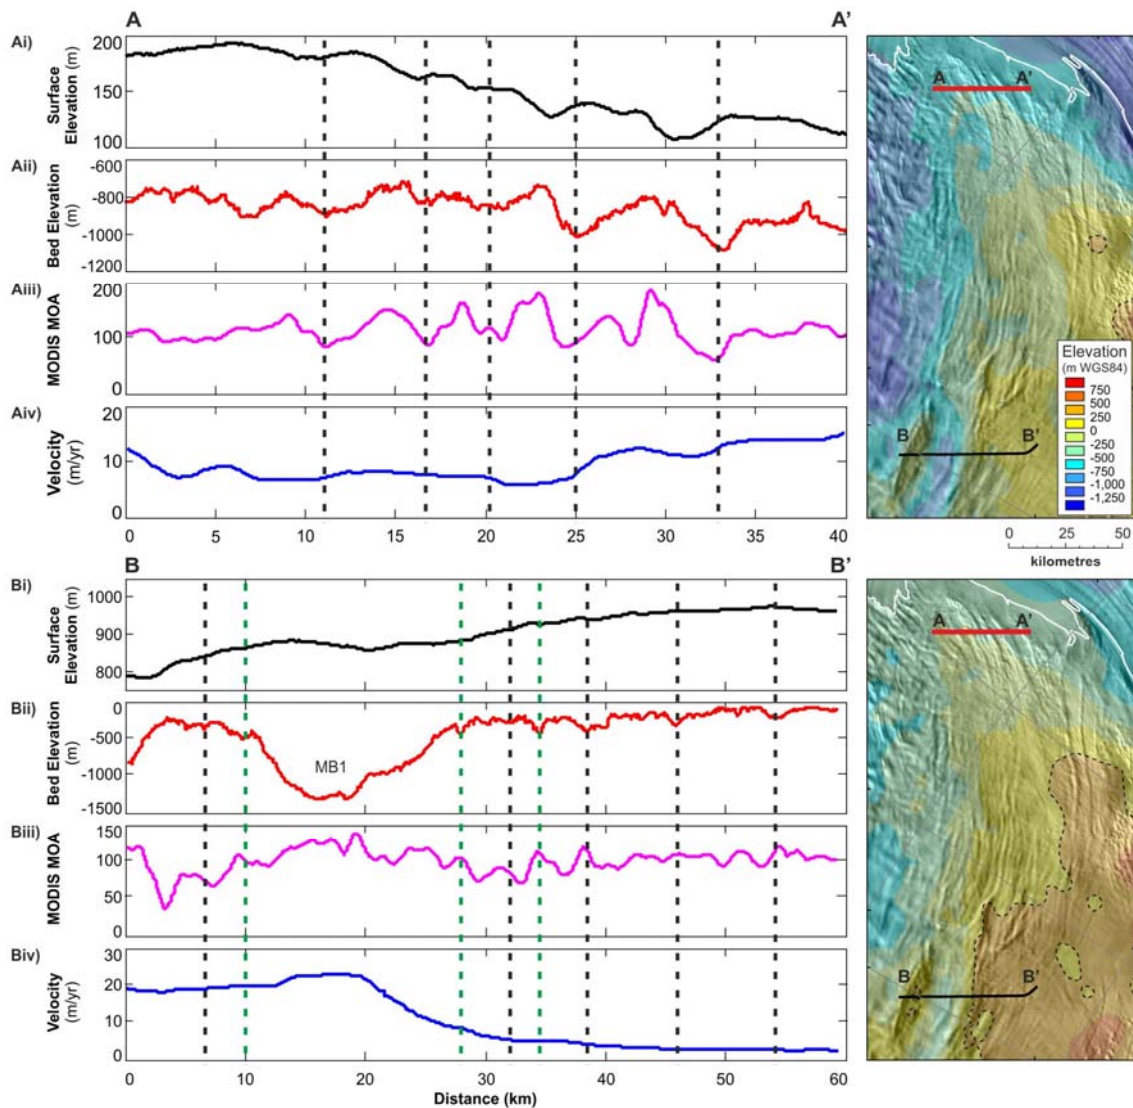 A
A'
Ai)
Surface
Elevation (m)
200
150
100
Aii)
Bed Elevation
(m)
-600
-800
-1000
-1200
Aiii)
MODIS MOA
200
100
0
Aiv)
Velocity
(m/yr)
20
10
0
0 5 10 15 20 25 30 35 40
B
B'
Bi)
Surface
Elevation (m)
1000
900
800
Bii)
Bed Elevation
(m)
0
-500
-1000
-1500
MB1
Biii)
MODIS MOA
150
100
50
0
Biv)
Velocity
(m/yr)
30
20
10
0
0 10 20 30 40 50 60
Distance (km)
A A'
B B'
Elevation
(m WGS84)
750
500
250
0
-250
-500
-750
-1,000
-1,250
0 25 50
kilometres
A A'
B B'